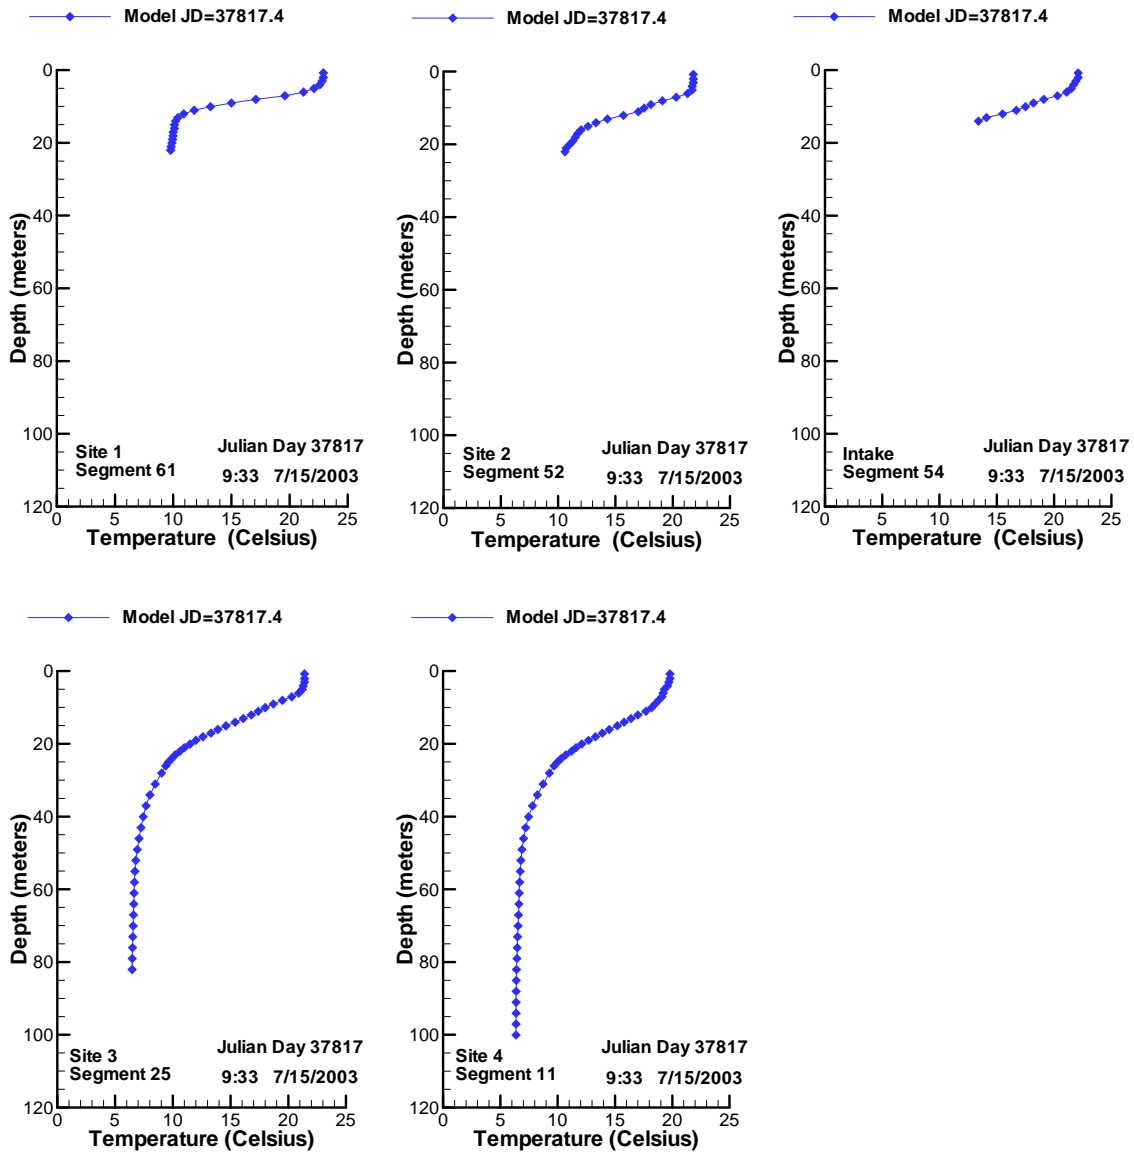 Model JD=37817.4
0
20
40
60
80
100
120
Depth (meters)
Site 1
Segment 61
Julian Day 37817
9:33 7/15/2003
0 5 10 15 20 25
Temperature (Celsius)
Model JD=37817.4
0
20
40
60
80
100
120
Depth (meters)
Site 2
Segment 52
Julian Day 37817
9:33 7/15/2003
0 5 10 15 20 25
Temperature (Celsius)
Model JD=37817.4
0
20
40
60
80
100
120
Depth (meters)
Intake
Segment 54
Julian Day 37817
9:33 7/15/2003
0 5 10 15 20 25
Temperature (Celsius)
Model JD=37817.4
0
20
40
60
80
100
120
Depth (meters)
Site 3
Segment 25
Julian Day 37817
9:33 7/15/2003
0 5 10 15 20 25
Temperature (Celsius)
Model JD=37817.4
0
20
40
60
80
100
120
Depth (meters)
Site 4
Segment 11
Julian Day 37817
9:33 7/15/2003
0 5 10 15 20 25
Temperature (Celsius)